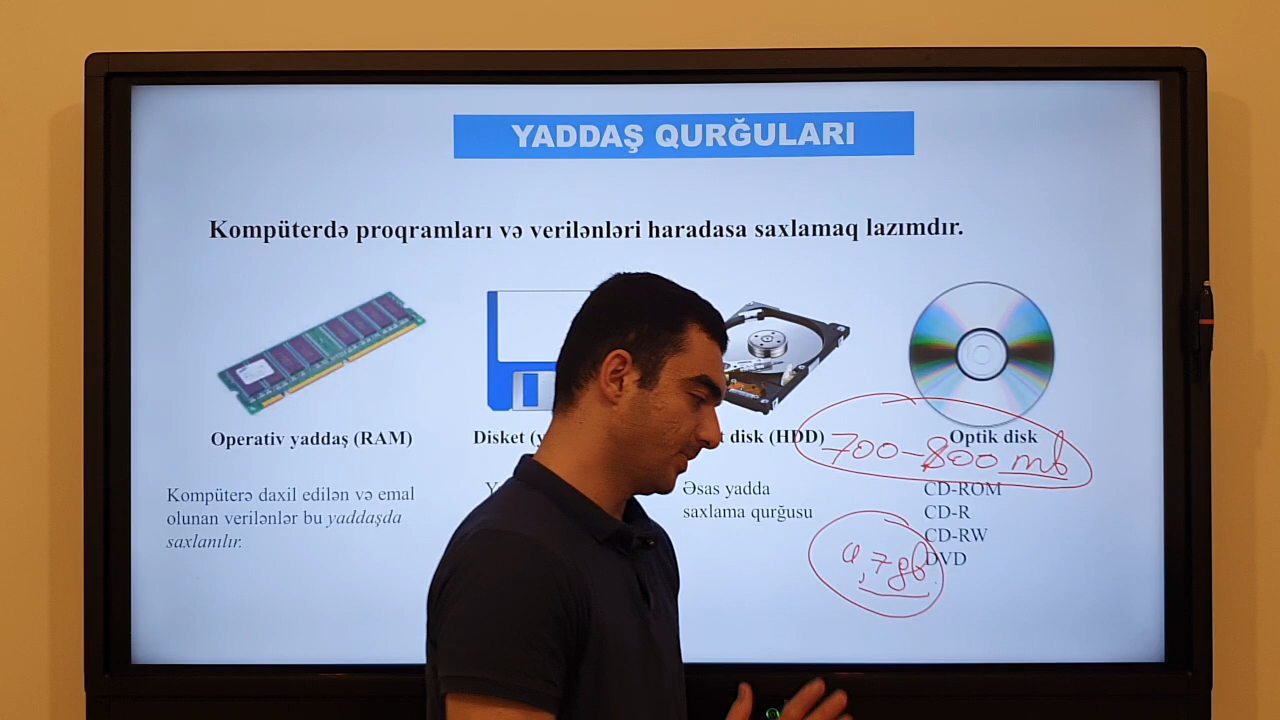 YADDAŞ QURĞULARI
Kompüterdə proqramları və verilənləri haradasa saxlamaq lazımdır.
Operativ yaddaş (RAM)
Disket
disk (HDD)
Optik disk
700-800 mb
Kompüterə daxil edilən və emal
olunan verilənlər bu yaddaşda
saxlanılır.
Əsas yadda
saxlama qurğusu
CD-ROM
CD-R
CD-RW
DVD
4,7 gb